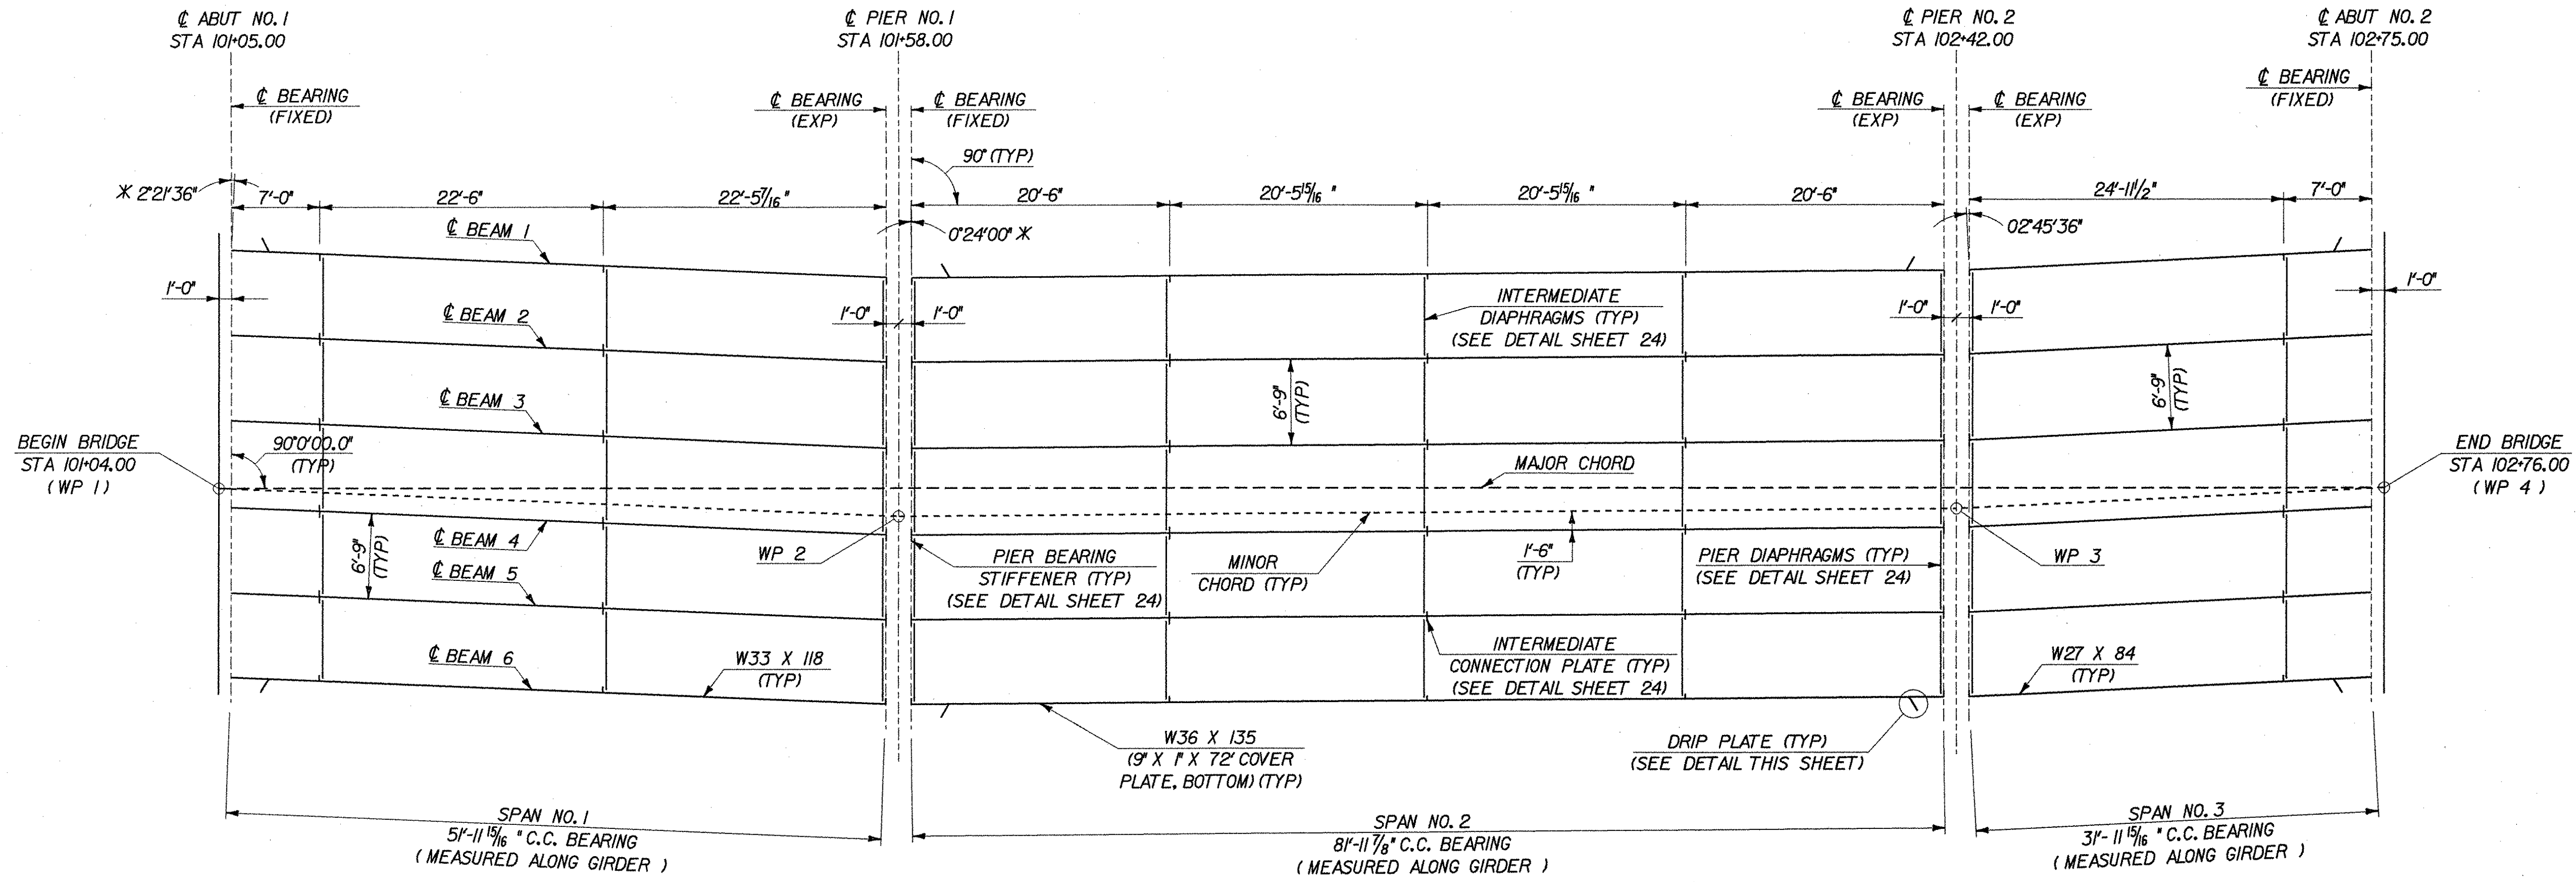 ℄ ABUT NO. 1
STA 101+05.00
℄ PIER NO. 1
STA 101+58.00
℄ PIER NO. 2
STA 102+42.00
℄ ABUT NO. 2
STA 102+75.00
℄ BEARING
(FIXED)
℄ BEARING
(EXP)
℄ BEARING
(FIXED)
℄ BEARING
(EXP)
℄ BEARING
(EXP)
℄ BEARING
(FIXED)
90° (TYP)
Ж 2°21'36"
7'-0"
22'-6"
22'-5 7/16"
20'-6"
20'-5 15/16 "
20'-5 15/16 "
20'-6"
24'-11 1/2"
7'-0"
0°24'00" Ж
02°45'36"
℄ BEAM 1
1'-0"
℄ BEAM 2
1'-0"
1'-0"
INTERMEDIATE
DIAPHRAGMS (TYP)
(SEE DETAIL SHEET 24)
1'-0"
1'-0"
1'-0"
℄ BEAM 3
6'-9"
(TYP)
6'-9"
(TYP)
BEGIN BRIDGE
STA 101+04.00
( WP 1 )
90°0'00.0"
(TYP)
MAJOR CHORD
END BRIDGE
STA 102+76.00
( WP 4 )
6'-9"
(TYP)
℄ BEAM 4
℄ BEAM 5
WP 2
PIER BEARING
STIFFENER (TYP)
(SEE DETAIL SHEET 24)
MINOR
CHORD (TYP)
1'-6"
(TYP)
PIER DIAPHRAGMS (TYP)
(SEE DETAIL SHEET 24)
WP 3
℄ BEAM 6
W33 X 118
(TYP)
INTERMEDIATE
CONNECTION PLATE (TYP)
(SEE DETAIL SHEET 24)
W27 X 84
(TYP)
W36 X 135
(9" X 1" X 72' COVER
PLATE, BOTTOM) (TYP)
DRIP PLATE (TYP)
(SEE DETAIL THIS SHEET)
SPAN NO. 1
51'-11 15/16 " C.C. BEARING
( MEASURED ALONG GIRDER )
SPAN NO. 2
81'-11 7/8" C.C. BEARING
( MEASURED ALONG GIRDER )
SPAN NO. 3
31'- 11 15/16 " C.C. BEARING
( MEASURED ALONG GIRDER )